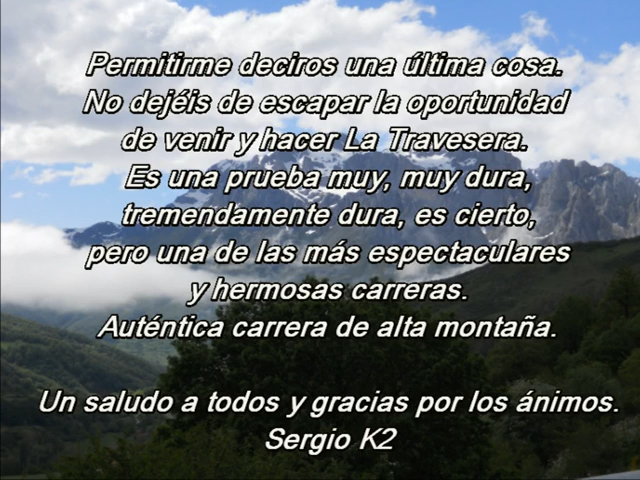 Permitirme deciros una última cosa.
No dejéis de escapar la oportunidad
de venir y hacer La Travesera.
Es una prueba muy, muy dura,
tremendamente dura, es cierto,
pero una de las más espectaculares
y hermosas carreras.
Auténtica carrera de alta montaña.
Un saludo a todos y gracias por los ánimos.
Sergio K2